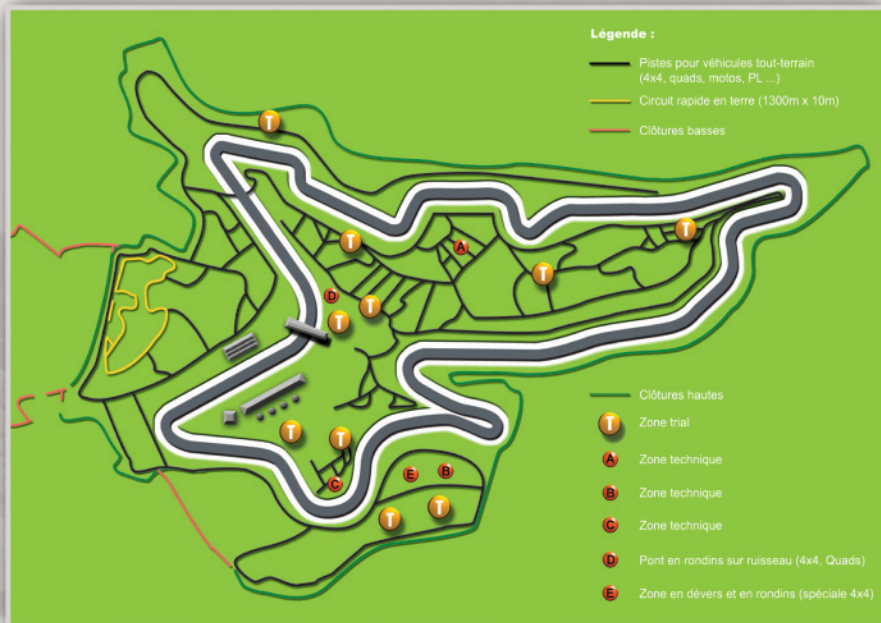 Légende :
Pistes pour véhicules tout-terrain
(4x4, quads, motos, PL ...)
Circuit rapide en terre (1300m x 10m)
Clôtures basses
T
T
T
A
T
D
T
T
T
T
E
B
C
T
T
Clôtures hautes
T Zone trial
A Zone technique
B Zone technique
C Zone technique
D Pont en rondins sur ruisseau (4x4, Quads)
E Zone en dévers et en rondins (spéciale 4x4)